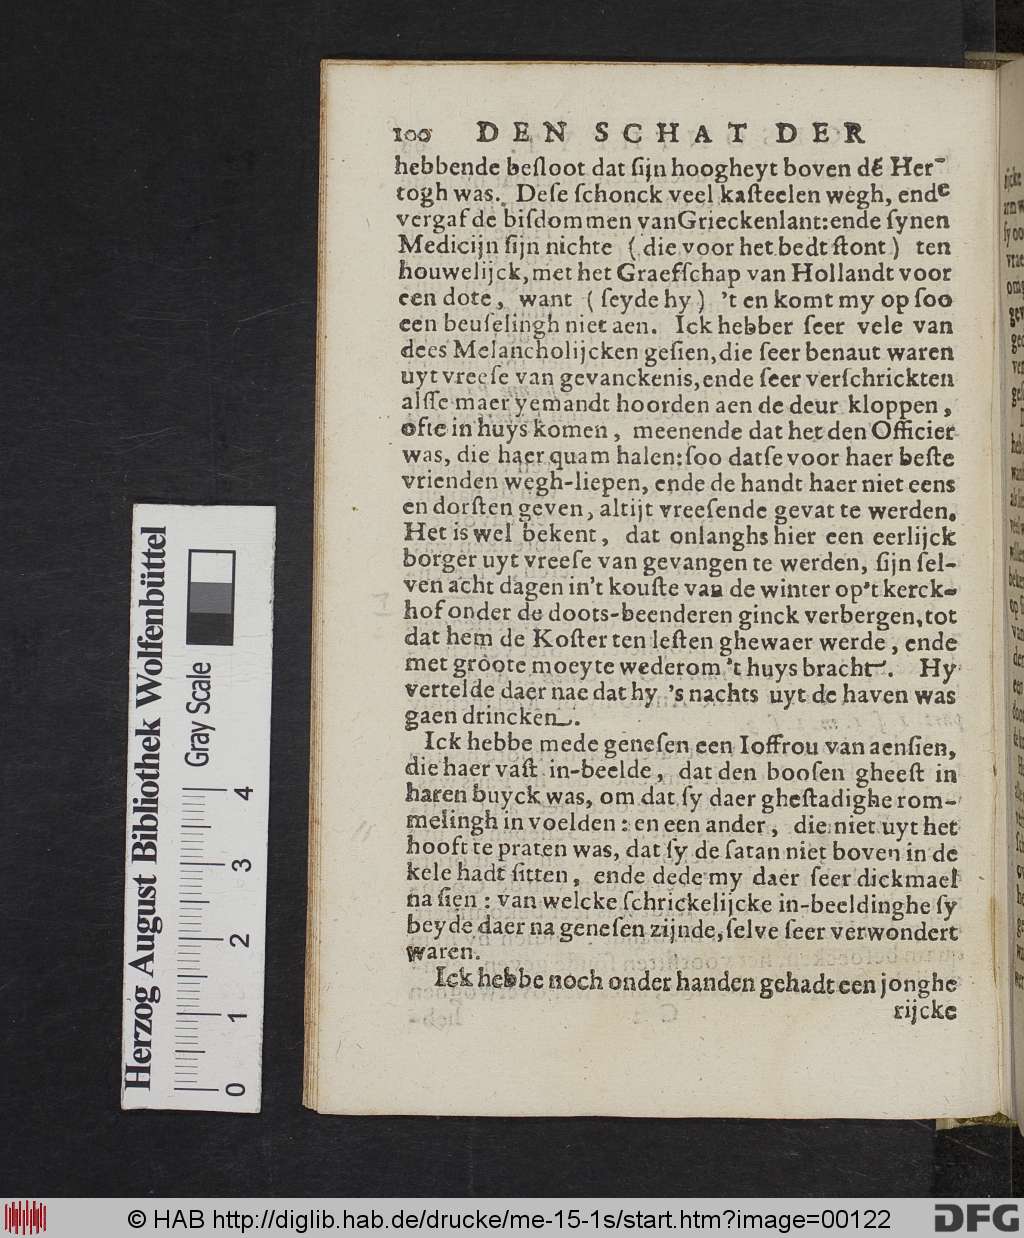 100 DEN SCHAT DER
hebbende beſloot dat ſijn hoogheyt boven dé Her-
togh was. Deſe ſchonck veel kaſteelen wegh, ende
vergaf de biſdommen van Grieckenlant: ende ſynen
Medicijn ſijn nichte (die voor het bedt ſtont) ten
houwelijck, met het Graefſchap van Hollandt voor
een dote, want (ſeyde hy) 't en komt my op ſoo
een beuſelingh niet aen. Ick hebber ſeer vele van
dees Melancholijcken geſien, die ſeer benaut waren
uyt vreeſe van gevanckenis, ende ſeer verſchrickten
alſſe maer yemandt hoorden aen de deur kloppen,
ofte in huys komen, meenende dat het den Officier
was, die haer quam halen: ſoo datſe voor haer beſte
vrienden wegh-liepen, ende de handt haer niet eens
en dorſten geven, altijt vreeſende gevat te werden.
Het is wel bekent, dat onlanghs hier een eerlijck
borger uyt vreeſe van gevangen te werden, ſijn ſel-
ven acht dagen in't kouſte van de winter op't kerck-
hof onder de doots-beenderen ginck verbergen, tot
dat hem de Koſter ten leſten ghewaer werde, ende
met groote moeyte wederom 't huys bracht. Hy
vertelde daer nae dat hy 's nachts uyt de haven was
gaen drincken.
Ick hebbe mede geneſen een Ioffrou van aenſien,
die haer vaſt in-beelde, dat den booſen gheeſt in
haren buyck was, om dat ſy daer gheſtadighe rom-
melingh in voelden: en een ander, die niet uyt het
hooft te praten was, dat ſy de ſatan niet boven in de
kele hadt ſitten, ende dede my daer ſeer dickmael
na ſien: van welcke ſchrickelijcke in-beeldinghe ſy
beyde daer na geneſen zijnde, ſelve ſeer verwondert
waren.
Ick hebbe noch onder handen gehadt een jonghe
rijcke
Herzog August Bibliothek Wolfenbüttel
Gray Scale
0 1 2 3 4
© HAB http://diglib.hab.de/drucke/me-15-1s/start.htm?image=00122
DFG